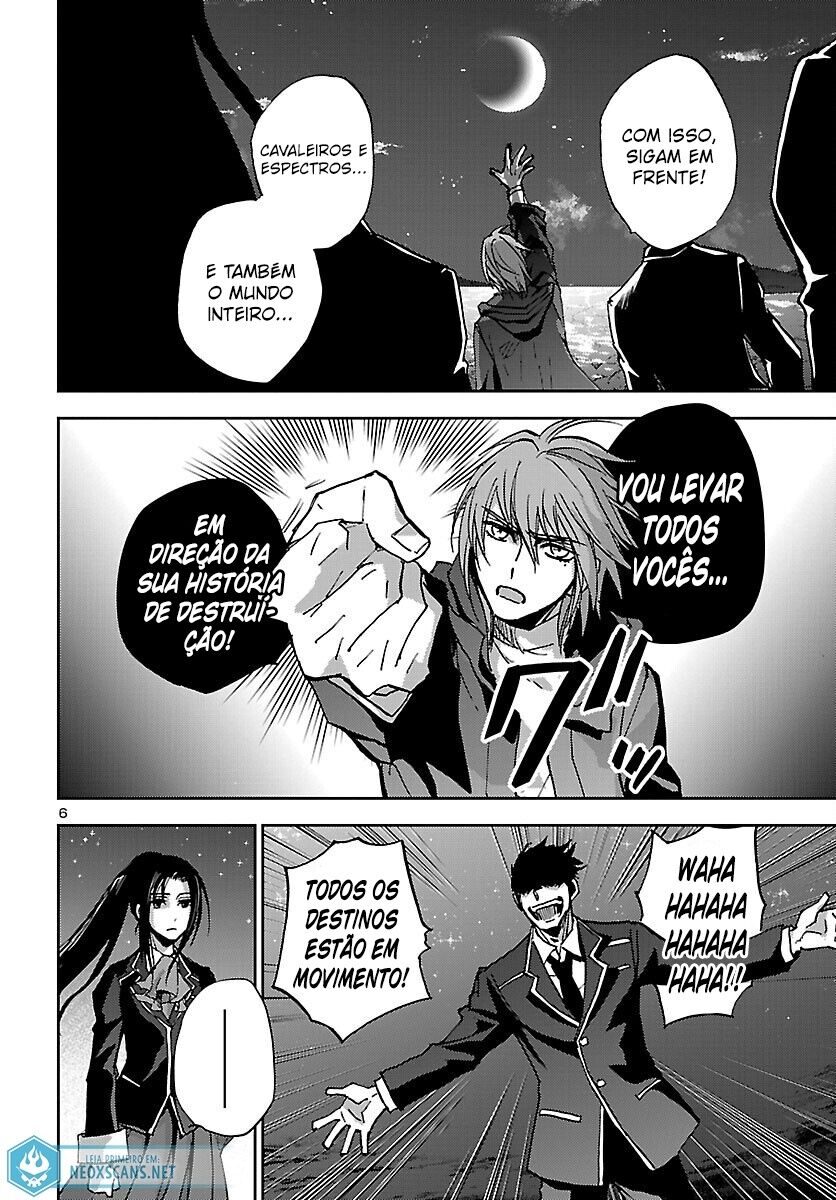 COM ISSO,
SIGAM EM
FRENTE!
CAVALEIROS E
ESPECTROS...
E TAMBÉM
O MUNDO
INTEIRO...
VOU LEVAR
TODOS
VOCÊS...
EM
DIREÇÃO DA
SUA HISTÓRIA
DE DESTRUI-
ÇÃO!
グッ
6
WAHA
HAHAHA
HAHAHA
HAHA!!
TODOS OS
DESTINOS
ESTÃO EM
MOVIMENTO!
—
LEIA PRIMEIRO EM:
NEOXSCANS.NET